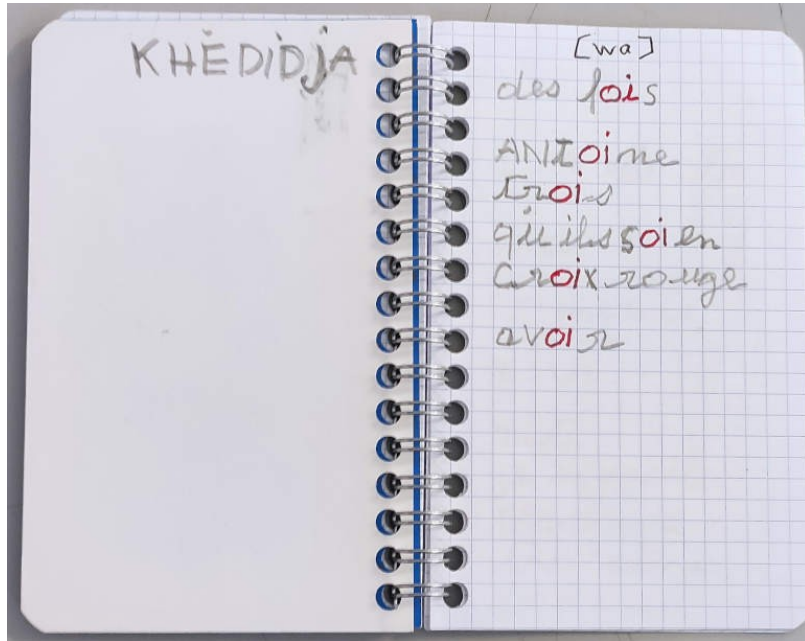 KHÈDiDjA
[wa]
des fois
ANToine
trois
qu'ils soien
Croix rouge
avoir